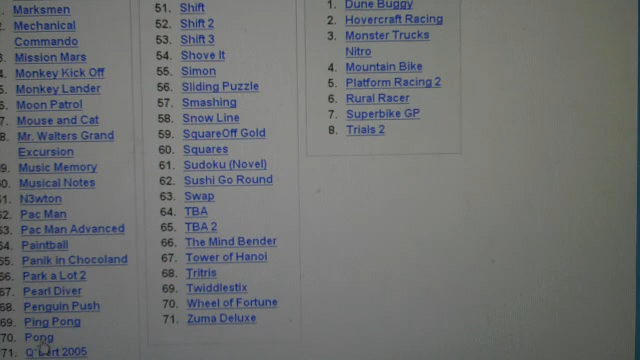 Marksmen
Mechanical
Commando
Mission Mars
Monkey Kick Off
Monkey Lander
Moon Patrol
Mouse and Cat
Mr. Walters Grand
Excursion
Music Memory
Musical Notes
N3wton
Pac Man
Pac Man Advanced
Paintball
Panik in Chocoland
Park a Lot 2
Pearl Diver
Penguin Push
69. Ping Pong
70. Pong
71. 2005
51. Shift
52. Shift 2
53. Shift 3
54. Shove It
55. Simon
56. Sliding Puzzle
57. Smashing
58. Snow Line
59. SquareOff Gold
60. Squares
61. Sudoku (Novel)
62. Sushi Go Round
63. Swap
64. TBA
65. TBA 2
66. The Mind Bender
67. Tower of Hanoi
68. Tritris
69. Twiddlestix
70. Wheel of Fortune
71. Zuma Deluxe
1. Dune Buggy
2. Hovercraft Racing
3. Monster Trucks
Nitro
4. Mountain Bike
5. Platform Racing 2
6. Rural Racer
7. Superbike GP
8. Trials 2